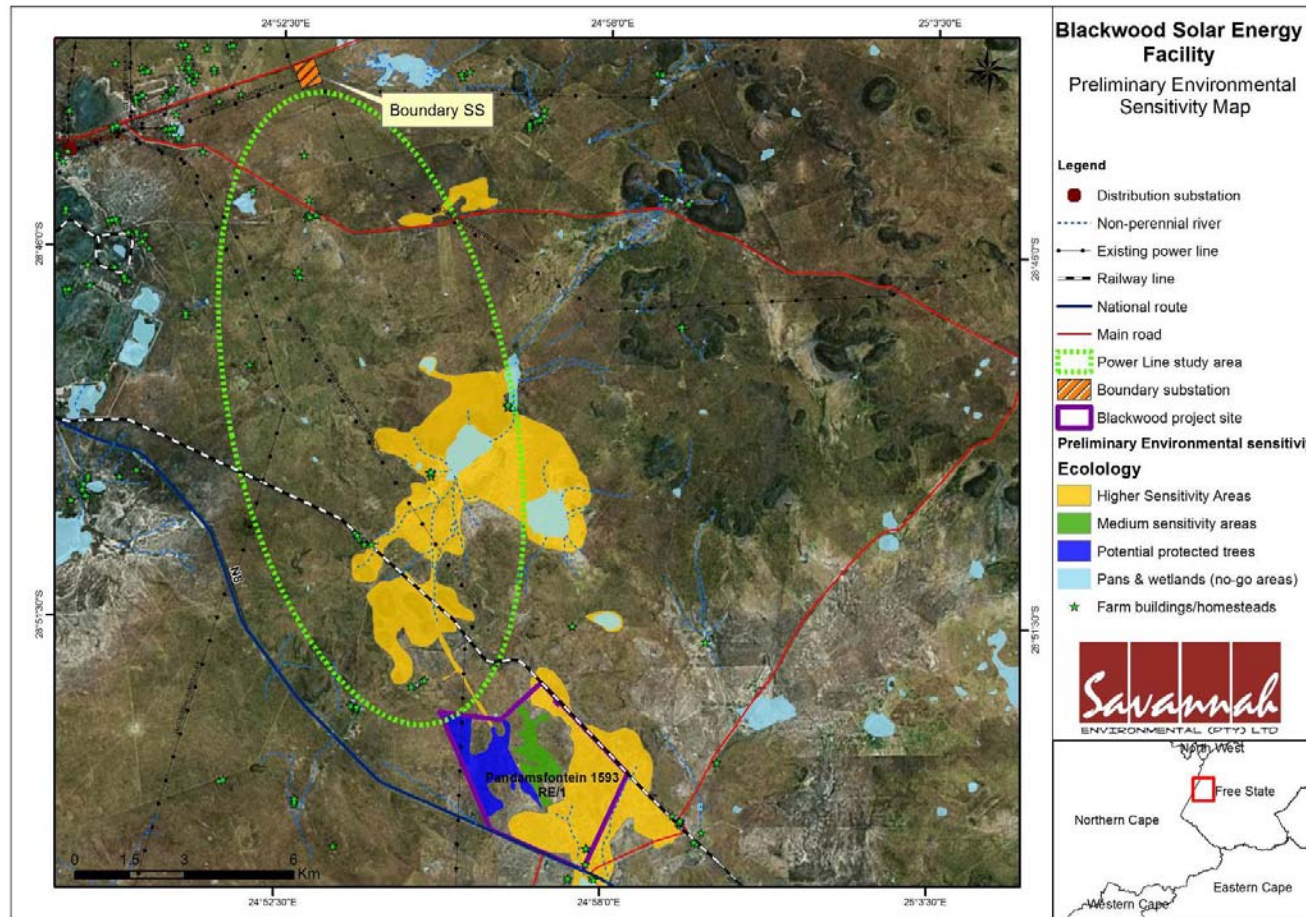 24°52'30"E
24°58'0"E
25°3'30"E
Boundary SS
28°46'0"S
28°46'0"S
28°51'30"S
28°51'30"S
N8
Pandamsfontein 1593
RE/1
0 1.5 3 6
Km
24°52'30"E
24°58'0"E
25°3'30"E
Blackwood Solar Energy
Facility
Preliminary Environmental
Sensitivity Map
Legend
Distribution substation
Non-perennial river
Existing power line
Railway line
National route
Main road
Power Line study area
Boundary substation
Blackwood project site
Preliminary Environmental sensitivi
Ecolology
Higher Sensitivity Areas
Medium sensitivity areas
Potential protected trees
Pans & wetlands (no-go areas)
Farm buildings/homesteads
Savannah
ENVIRONMENTAL (PTY) LTD
North West
Free State
Northern Cape
Eastern Cape
Western Cape